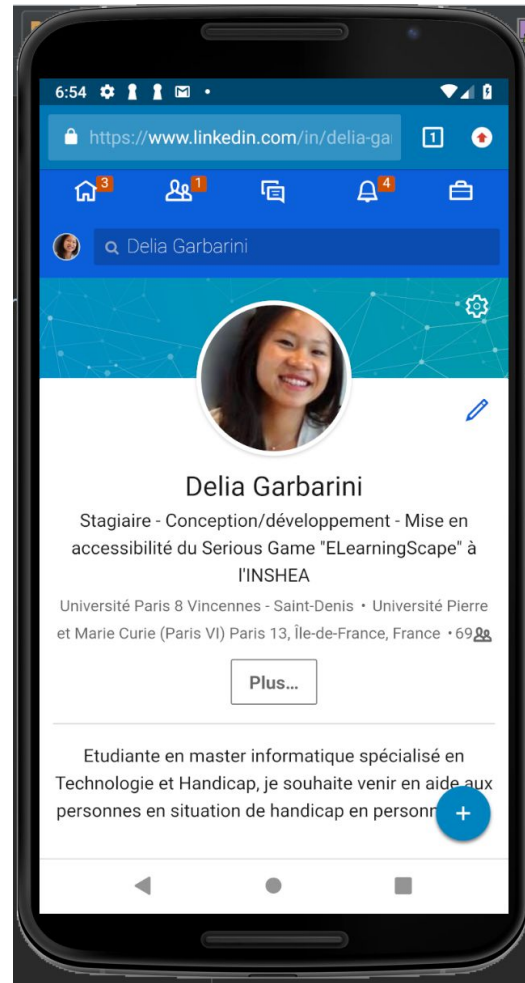 6:54
https://www.linkedin.com/in/delia-gar
1
3
1
4
Delia Garbarini
Delia Garbarini
Stagiaire - Conception/développement - Mise en
accessibilité du Serious Game "ELearningScape" à
l'INSHEA
Université Paris 8 Vincennes - Saint-Denis • Université Pierre
et Marie Curie (Paris VI) Paris 13, Île-de-France, France • 69
Plus...
Etudiante en master informatique spécialisé en
Technologie et Handicap, je souhaite venir en aide aux
personnes en situation de handicap en